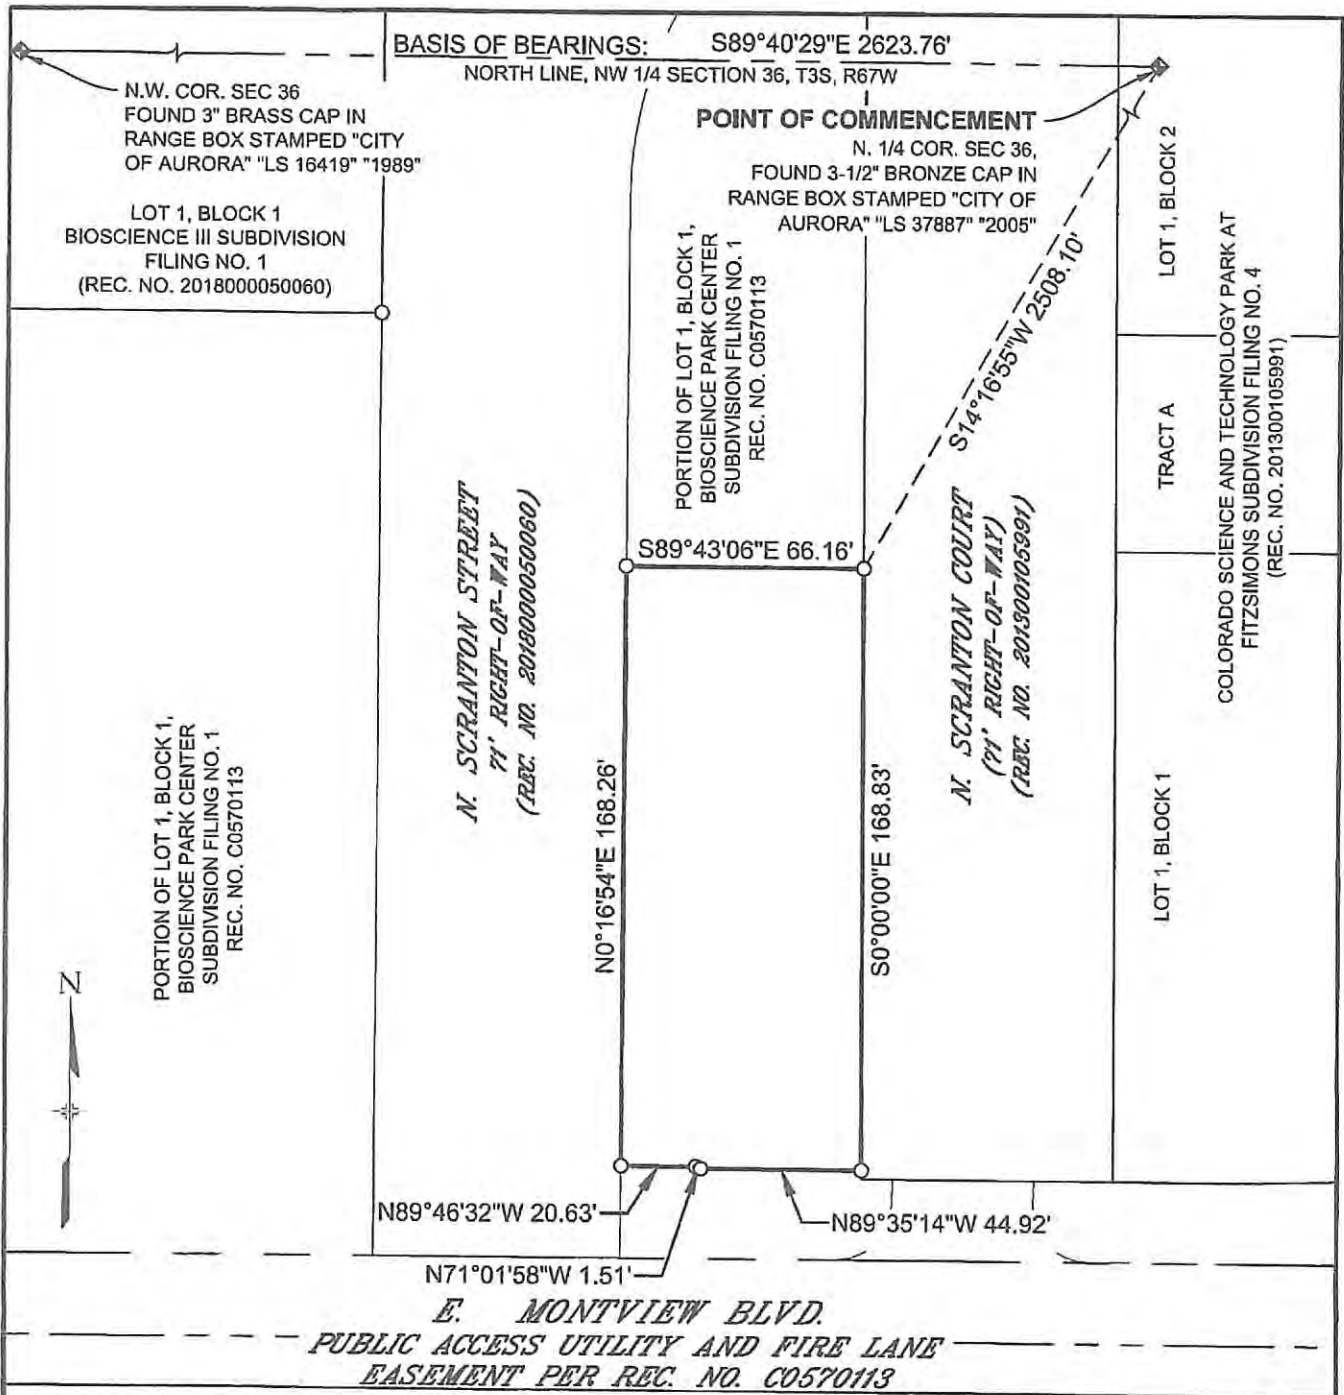 BASIS OF BEARINGS: S89°40'29"E 2623.76'
NORTH LINE, NW 1/4 SECTION 36, T3S, R67W
N.W. COR. SEC 36
FOUND 3" BRASS CAP IN
RANGE BOX STAMPED "CITY
OF AURORA" "LS 16419" "1989"
POINT OF COMMENCEMENT
N. 1/4 COR. SEC 36,
FOUND 3-1/2" BRONZE CAP IN
RANGE BOX STAMPED "CITY OF
AURORA" "LS 37887" "2005"
LOT 1, BLOCK 1
BIOSCIENCE III SUBDIVISION
FILING NO. 1
(REC. NO. 2018000050060)
PORTION OF LOT 1, BLOCK 1,
BIOSCIENCE PARK CENTER
SUBDIVISION FILING NO. 1
REC. NO. C0570113
S14°16'55"W 2508.10'
LOT 1, BLOCK 2
TRACT A
LOT 1, BLOCK 1
COLORADO SCIENCE AND TECHNOLOGY PARK AT
FITZSIMONS SUBDIVISION FILING NO. 4
(REC. NO. 201300105991)
N. SCRANTON STREET
71' RIGHT-OF-WAY
(REC. NO. 2018000050060)
S89°43'06"E 66.16'
N. SCRANTON COURT
(71' RIGHT-OF-WAY)
(REC. NO. 201300105991)
PORTION OF LOT 1, BLOCK 1,
BIOSCIENCE PARK CENTER
SUBDIVISION FILING NO. 1
REC. NO. C0570113
N0°16'54"E 168.26'
S0°00'00"E 168.83'
N
N89°46'32"W 20.63'
N89°35'14"W 44.92'
N71°01'58"W 1.51'
E. MONTVIEW BLVD.
PUBLIC ACCESS UTILITY AND FIRE LANE
EASEMENT PER REC. NO. C0570113